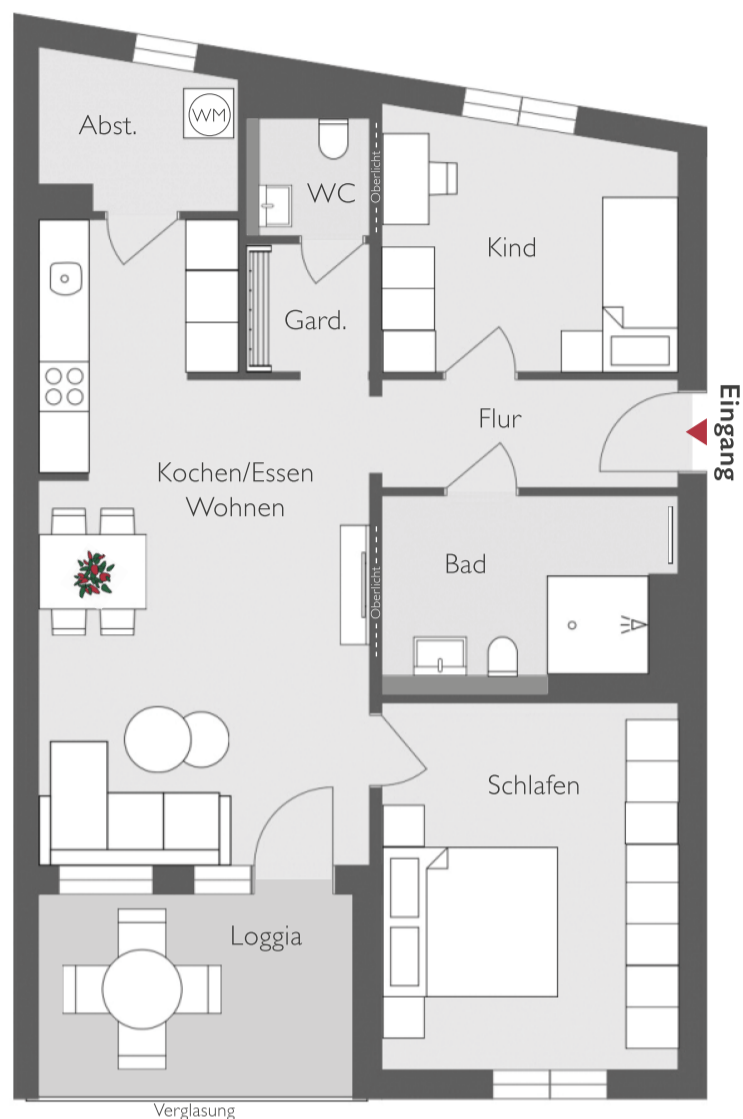 Abst.
WM
WC
Oberlicht
Kind
Gard.
Flur
Eingang
Kochen/Essen
Wohnen
Bad
Oberlicht
Schlafen
Loggia
Verglasung